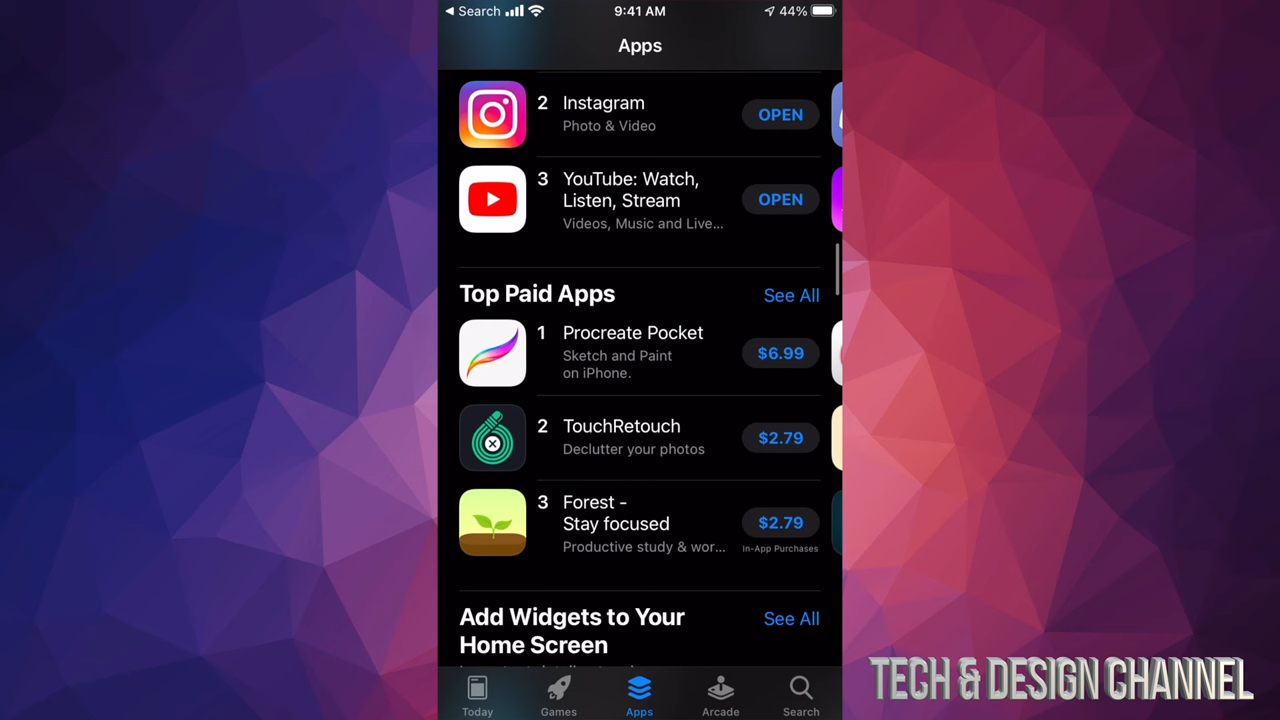 Search 9:41 AM 44%
Apps
2 Instagram OPEN
Photo & Video
3 YouTube: Watch,
Listen, Stream OPEN
Videos, Music and Live...
Top Paid Apps See All
1 Procreate Pocket
Sketch and Paint $6.99
on iPhone.
2 TouchRetouch $2.79
Declutter your photos
3 Forest -
Stay focused $2.79
Productive study & wor... In-App Purchases
Add Widgets to Your See All
Home Screen
Today Games Apps Arcade Search
TECH & DESIGN CHANNEL